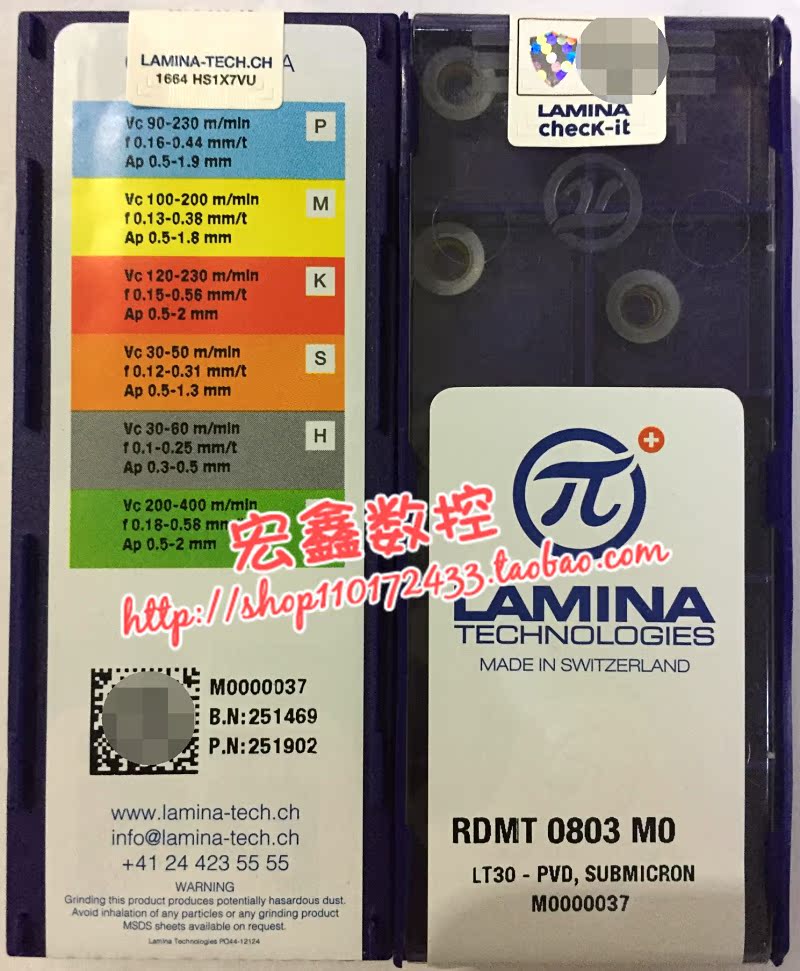 LAMINA-TECH.CH
1664 HS1X7VU
Vc 90-230 m/min
f 0.16-0.44 mm/t
Ap 0.5-1.9 mm
P
Vc 100-200 m/min
f 0.13-0.38 mm/t
Ap 0.5-1.8 mm
M
Vc 120-230 m/min
f 0.15-0.56 mm/t
Ap 0.5-2 mm
K
Vc 30-50 m/min
f 0.12-0.31 mm/t
Ap 0.5-1.3 mm
S
Vc 30-60 m/min
f 0.1-0.25 mm/t
Ap 0.3-0.5 mm
H
Vc 200-400 m/min
f 0.18-0.58 mm
Ap 0.5-2 mm
宏鑫数控
http://shop110172433.taobao.com
M0000037
B.N:251469
P.N:251902
www.lamina-tech.ch
info@lamina-tech.ch
+41 24 423 55 55
WARNING
Grinding this product produces potentially hazardous dust.
Avoid inhalation of any particles or any grinding product
MSDS sheets available on request.
Lamina Technologies PO44-12124
LAMINA
checK-it
π
LAMINA
TECHNOLOGIES
MADE IN SWITZERLAND
RDMT 0803 M0
LT30 - PVD, SUBMICRON
M0000037